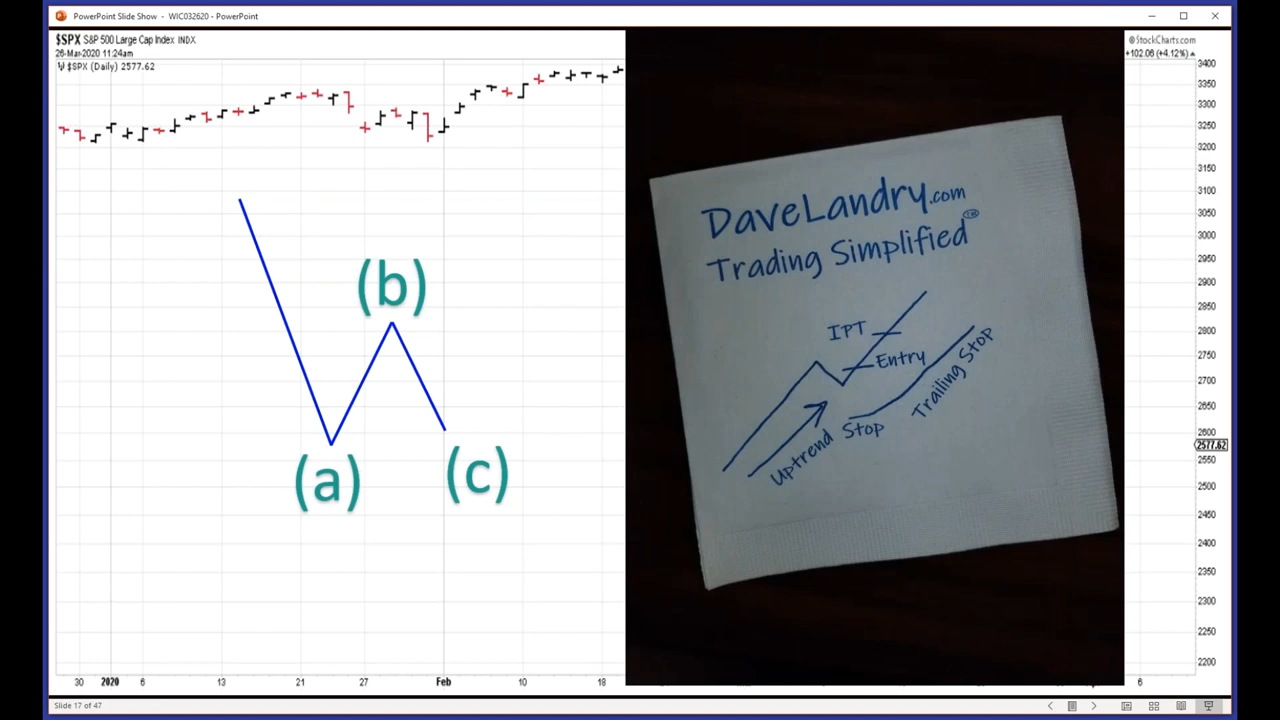 PowerPoint Slide Show - WIC032620 - PowerPoint
$SPX S&P 500 Large Cap Index INDX
26-Mar-2020 11:24am
$SPX (Daily) 2577.62
@StockCharts.com
+102.06 (+4.12%)
3400
3350
3300
3250
3200
3150
3100
3050
3000
2950
2900
2850
2800
2750
2700
2650
2600
2577.62
2550
2500
2450
2400
2350
2300
2250
2200
(b)
(a)
(c)
DaveLandry.com
Trading Simplified TM
IPT
Entry
Trailing Stop
Stop
Uptrend
30 2020 6 13 21 27 Feb 10 18 6
Slide 17 of 47